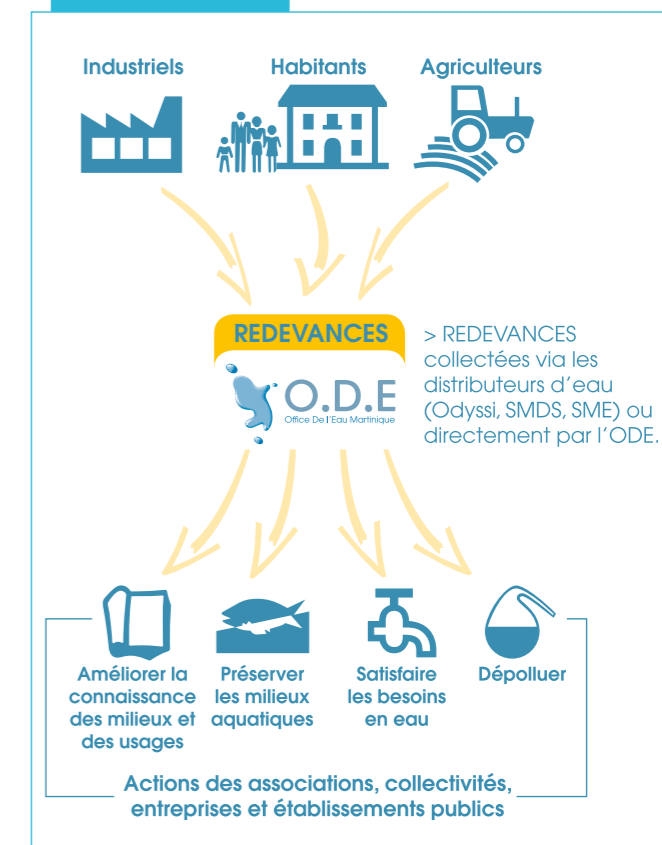 Industriels
Habitants
Agriculteurs
REDEVANCES
O.D.E
Office De l'Eau Martinique
> REDEVANCES
collectées via les
distributeurs d'eau
(Odyssi, SMDS, SME) ou
directement par l'ODE.
Améliorer la
connaissance
des milieux et
des usages
Préserver
les milieux
aquatiques
Satisfaire
les besoins
en eau
Dépolluer
Actions des associations, collectivités,
entreprises et établissements publics